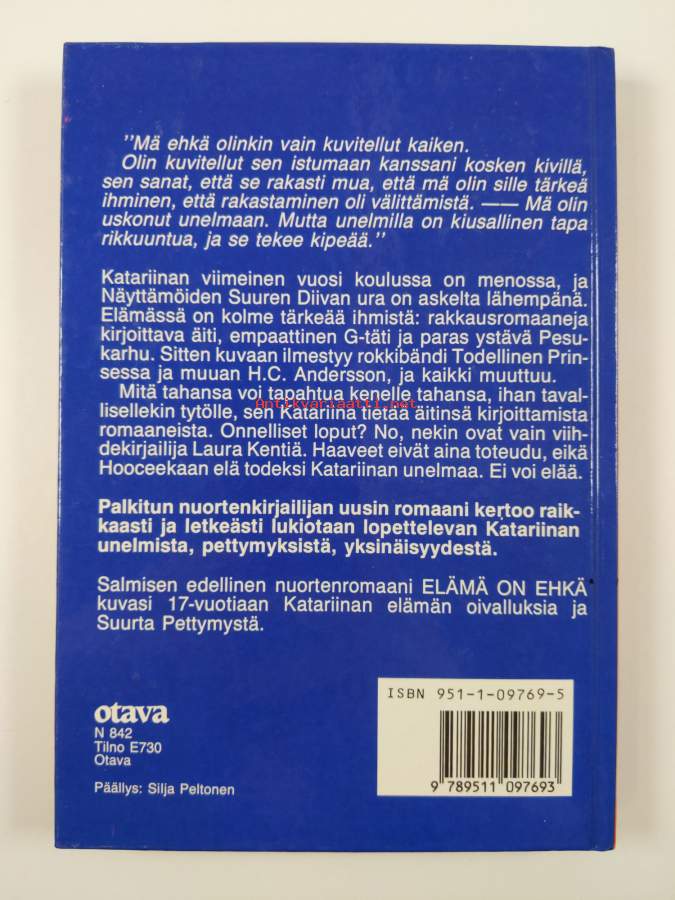 "Mä ehkä olinkin vain kuvitellut kaiken.
Olin kuvitellut sen istumaan kanssani kosken kivillä,
sen sanat, että se rakasti mua, että mä olin sille tärkeä
ihminen, että rakastaminen oli välittämistä. —— Mä olin
uskonut unelmaan. Mutta unelmilla on kiusallinen tapa
rikkuuntua, ja se tekee kipeää."
Katariinan viimeinen vuosi koulussa on menossa, ja
Näyttämöiden Suuren Diivan ura on askelta lähempänä.
Elämässä on kolme tärkeää ihmistä: rakkausromaaneja
kirjoittava äiti, empaattinen G-täti ja paras ystävä Pesu-
karhu. Sitten kuvaan ilmestyy rokkibändi Todellinen Prin-
sessa ja muuan H.C. Andersson, ja kaikki muuttuu.
Mitä tahansa voi tapahtua kenelle tahansa, ihan taval-
Antikvariaatti.net
lisellekin tytölle, sen Katariina tietää äitinsä kirjoittamista
romaaneista. Onnelliset loput? No, nekin ovat vain viih-
dekirjailija Laura Kentiä. Haaveet eivät aina toteudu, eikä
Hooceekaan elä todeksi Katariinan unelmaa. Ei voi elää.
Palkitun nuortenkirjailijan uusin romaani kertoo raik-
kaasti ja letkeästi lukiotaan lopettelevan Katariinan
unelmista, pettymyksistä, yksinäisyydestä.
Salmisen edellinen nuortenromaani ELÄMÄ ON EHKÄ
kuvasi 17-vuotiaan Katariinan elämän oivalluksia ja
Suurta Pettymystä.
otava
N 842
Tilno E730
Otava
Päällys: Silja Peltonen
ISBN 951-1-09769-5
9 789511 097693